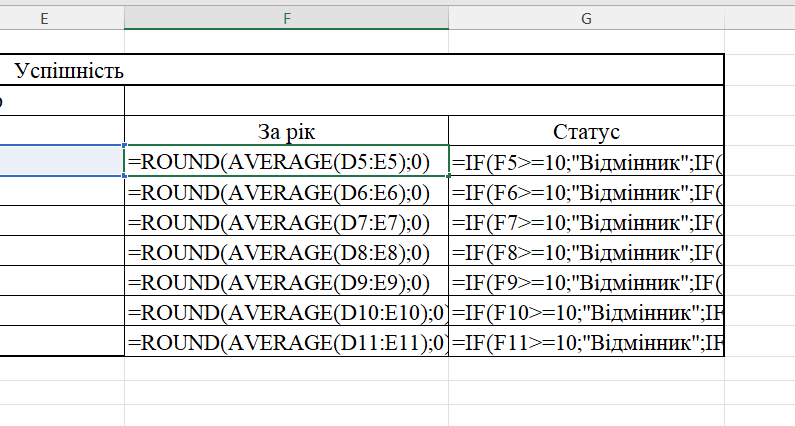 E F G
Успішність
За рік Статус
=ROUND(AVERAGE(D5:E5);0) =IF(F5>=10;"Відмінник";IF(
=ROUND(AVERAGE(D6:E6);0) =IF(F6>=10;"Відмінник";IF(
=ROUND(AVERAGE(D7:E7);0) =IF(F7>=10;"Відмінник";IF(
=ROUND(AVERAGE(D8:E8);0) =IF(F8>=10;"Відмінник";IF(
=ROUND(AVERAGE(D9:E9);0) =IF(F9>=10;"Відмінник";IF(
=ROUND(AVERAGE(D10:E10);0) =IF(F10>=10;"Відмінник";IF
=ROUND(AVERAGE(D11:E11);0) =IF(F11>=10;"Відмінник";IF